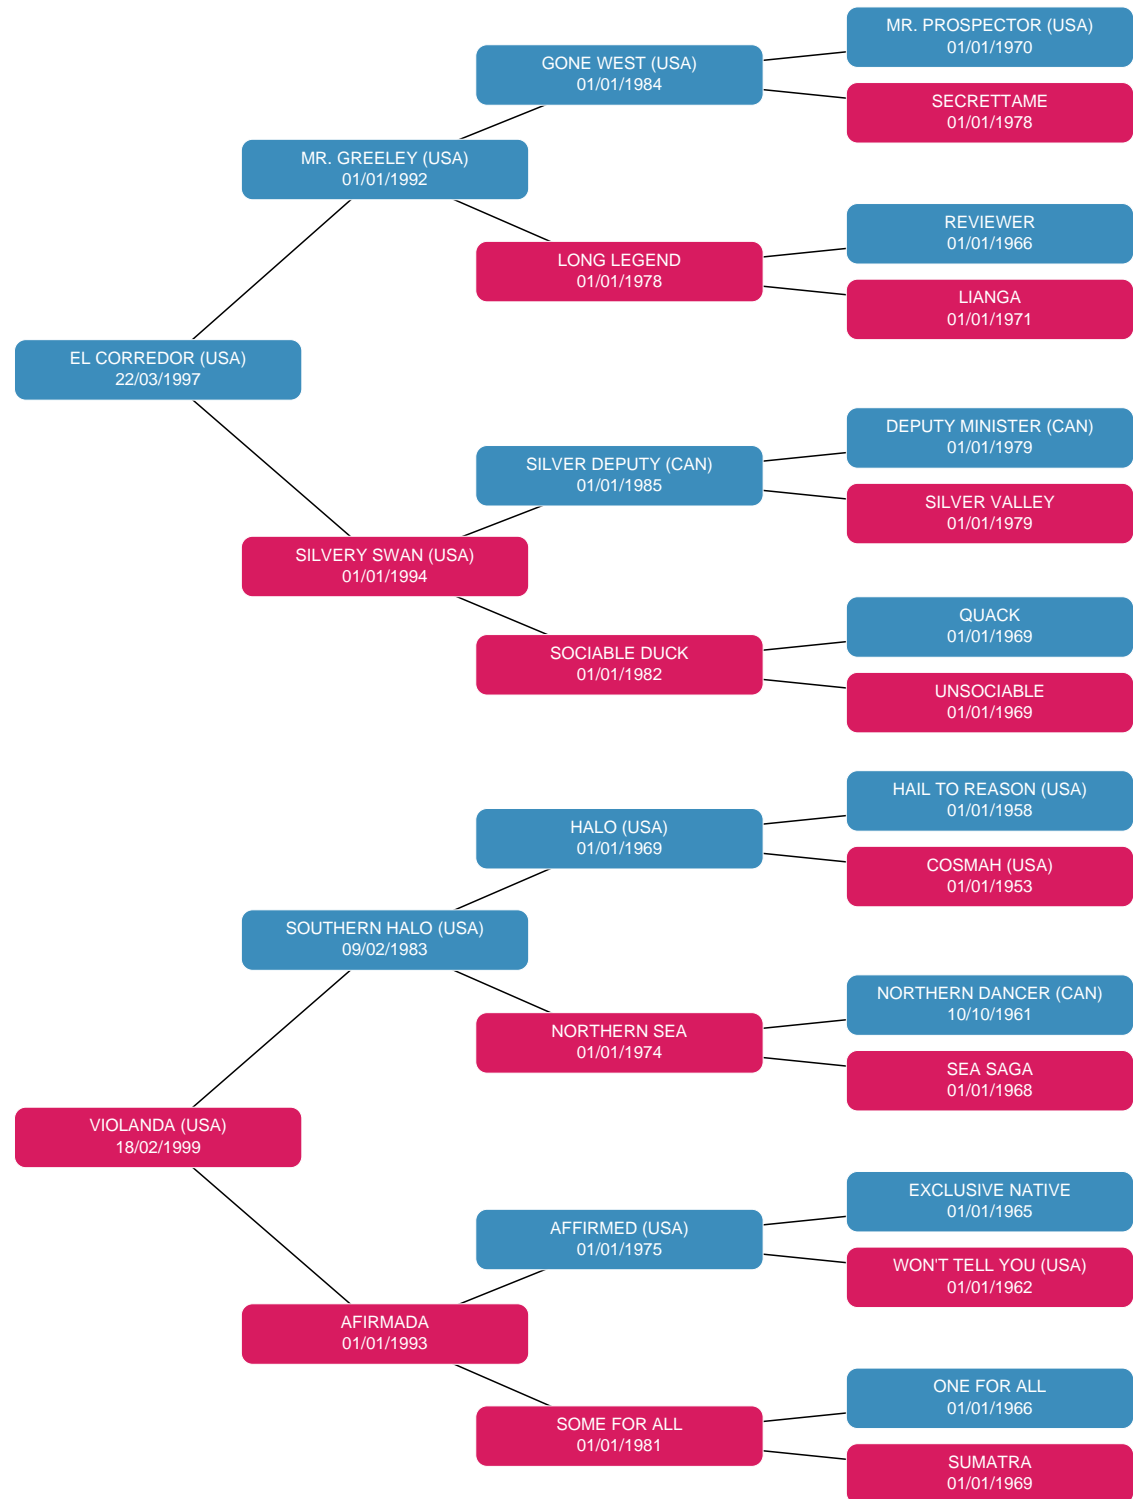 MR. PROSPECTOR (USA)
01/01/1970
GONE WEST (USA)
01/01/1984
SECRETTAME
01/01/1978
MR. GREELEY (USA)
01/01/1992
REVIEWER
01/01/1966
LONG LEGEND
01/01/1978
LIANGA
01/01/1971
EL CORREDOR (USA)
22/03/1997
DEPUTY MINISTER (CAN)
01/01/1979
SILVER DEPUTY (CAN)
01/01/1985
SILVER VALLEY
01/01/1979
SILVERY SWAN (USA)
01/01/1994
QUACK
01/01/1969
SOCIABLE DUCK
01/01/1982
UNSOCIABLE
01/01/1969
HAIL TO REASON (USA)
01/01/1958
HALO (USA)
01/01/1969
COSMAH (USA)
01/01/1953
SOUTHERN HALO (USA)
09/02/1983
NORTHERN DANCER (CAN)
10/10/1961
NORTHERN SEA
01/01/1974
SEA SAGA
01/01/1968
VIOLANDA (USA)
18/02/1999
EXCLUSIVE NATIVE
01/01/1965
AFFIRMED (USA)
01/01/1975
WON'T TELL YOU (USA)
01/01/1962
AFIRMADA
01/01/1993
ONE FOR ALL
01/01/1966
SOME FOR ALL
01/01/1981
SUMATRA
01/01/1969